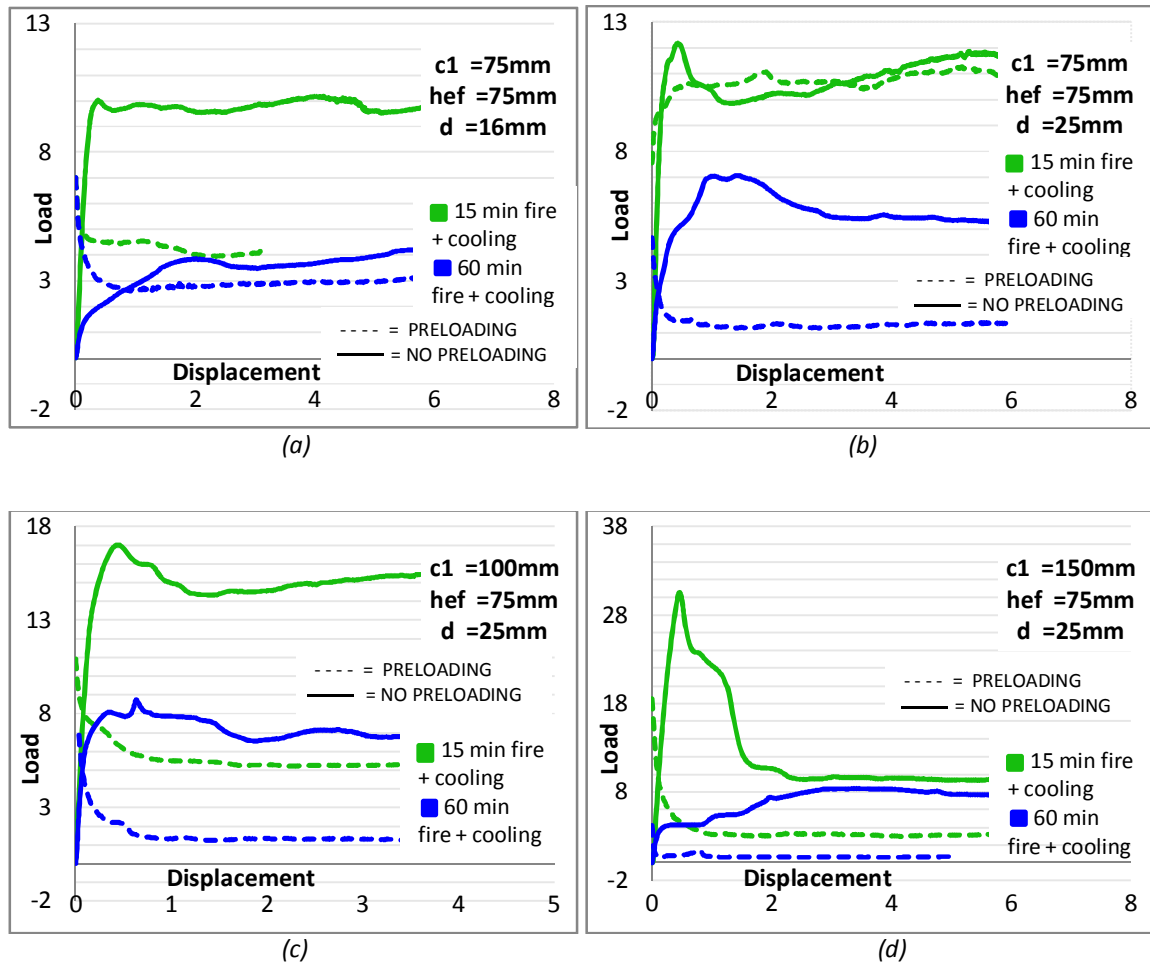 13
8
3
-2
Load
c1 =75mm
hef =75mm
d =16mm
15 min fire
+ cooling
60 min
fire + cooling
---- = PRELOADING
= NO PRELOADING
Displacement
0 2 4 6 8
(a)
13
8
3
-2
Load
c1 =75mm
hef =75mm
d =25mm
15 min fire
+ cooling
60 min
fire + cooling
---- = PRELOADING
= NO PRELOADING
Displacement
0 2 4 6 8
(b)
18
13
8
3
-2
Load
c1 =100mm
hef =75mm
d =25mm
---- = PRELOADING
= NO PRELOADING
15 min fire
+ cooling
60 min
fire + cooling
Displacement
0 1 2 3 4 5
(c)
38
28
18
8
-2
Load
c1 =150mm
hef =75mm
d =25mm
---- = PRELOADING
= NO PRELOADING
15 min fire
+ cooling
60 min
fire + cooling
Displacement
0 2 4 6 8
(d)